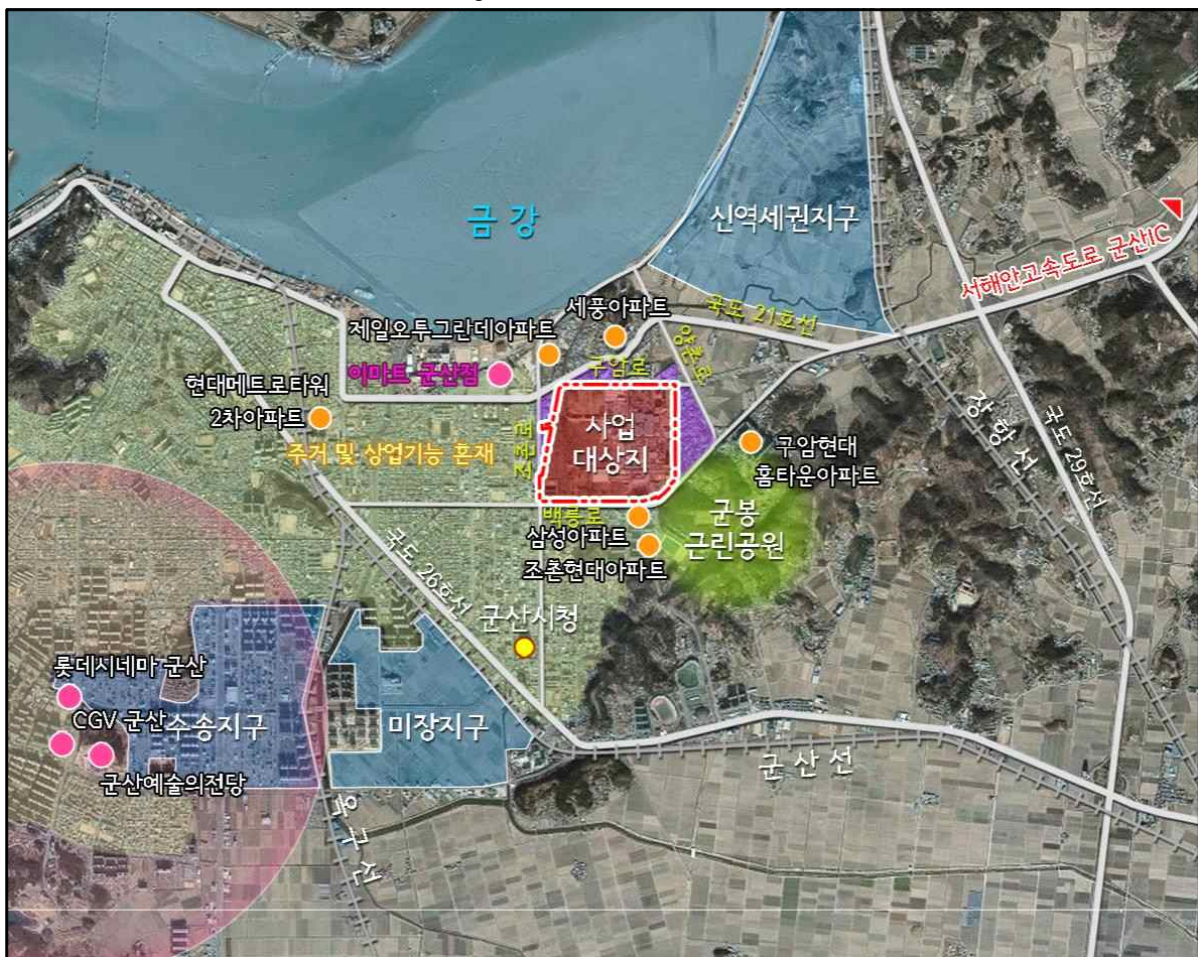 금 강
신역세권지구
서해안고속도로 군산IC
국도 21호선
세풍아파트
제일오투그란데아파트
구암로
이마트 군산점
현대메트로타워
2차아파트
사업
대상지
주거 및 상업기능 혼재
조촌로
구암현대
홈타운아파트
장항선
국도 29호선
백릉로
군봉
근린공원
삼성아파트
조촌현대아파트
국도 26호선
군산시청
롯데시네마 군산
CGV 군산
수송지구
미장지구
군산예술의전당
군 산 선
옥구선